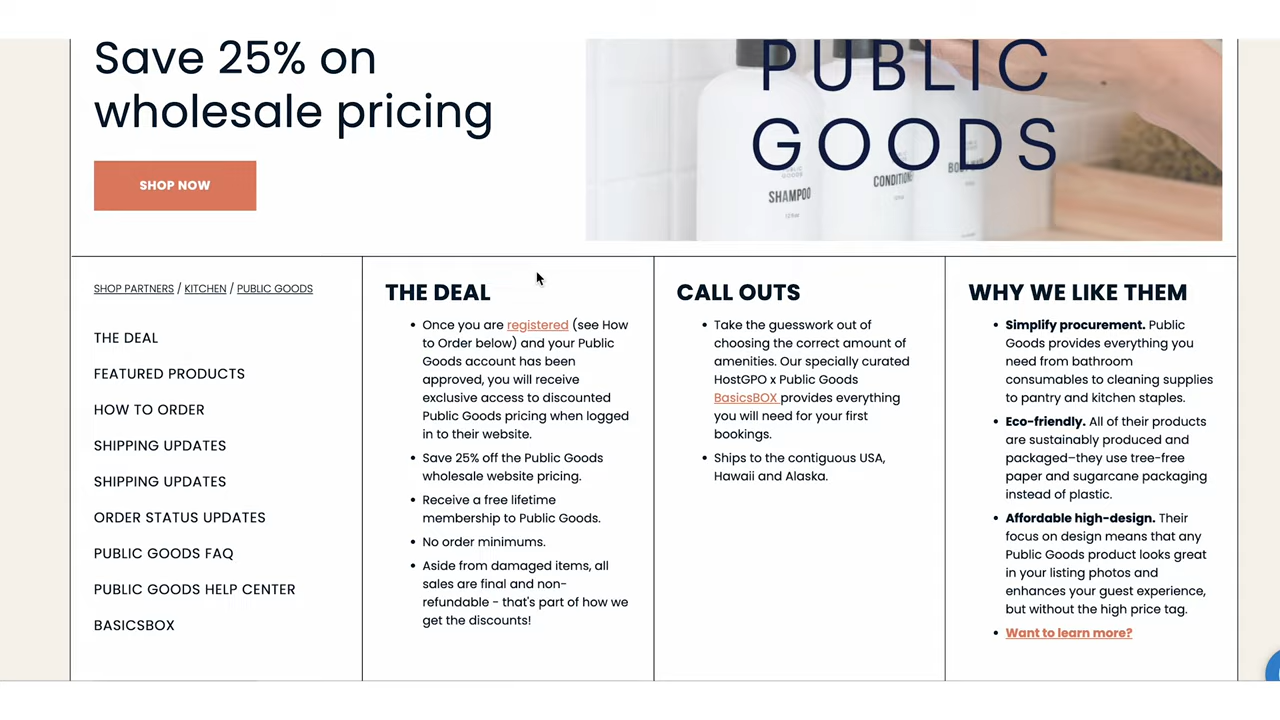 Save 25% on
wholesale pricing
SHOP NOW
PUBLIC
GOODS
SHAMPOO
SHOP PARTNERS / KITCHEN / PUBLIC GOODS
THE DEAL
FEATURED PRODUCTS
HOW TO ORDER
SHIPPING UPDATES
SHIPPING UPDATES
ORDER STATUS UPDATES
PUBLIC GOODS FAQ
PUBLIC GOODS HELP CENTER
BASICSBOX
THE DEAL
• Once you are registered (see How
to Order below) and your Public
Goods account has been
approved, you will receive
exclusive access to discounted
Public Goods pricing when logged
in to their website.
• Save 25% off the Public Goods
wholesale website pricing.
• Receive a free lifetime
membership to Public Goods.
• No order minimums.
• Aside from damaged items, all
sales are final and non-
refundable - that's part of how we
get the discounts!
CALL OUTS
• Take the guesswork out of
choosing the correct amount of
amenities. Our specially curated
HostGPO x Public Goods
BasicsBOX provides everything
you will need for your first
bookings.
• Ships to the contiguous USA,
Hawaii and Alaska.
WHY WE LIKE THEM
• Simplify procurement. Public
Goods provides everything you
need from bathroom
consumables to cleaning supplies
to pantry and kitchen staples.
• Eco-friendly. All of their products
are sustainably produced and
packaged–they use tree-free
paper and sugarcane packaging
instead of plastic.
• Affordable high-design. Their
focus on design means that any
Public Goods product looks great
in your listing photos and
enhances your guest experience,
but without the high price tag.
• Want to learn more?